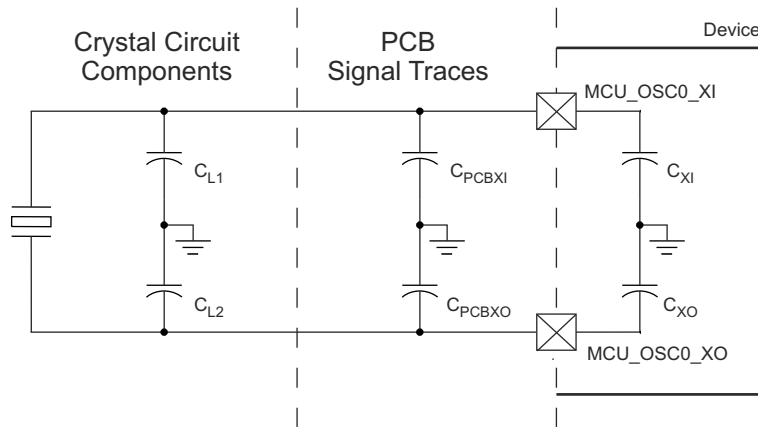 Crystal Circuit
Components
PCB
Signal Traces
Device
MCU_OSC0_XI
CL1
CPCBXI
CXI
CL2
CPCBXO
CXO
MCU_OSC0_XO